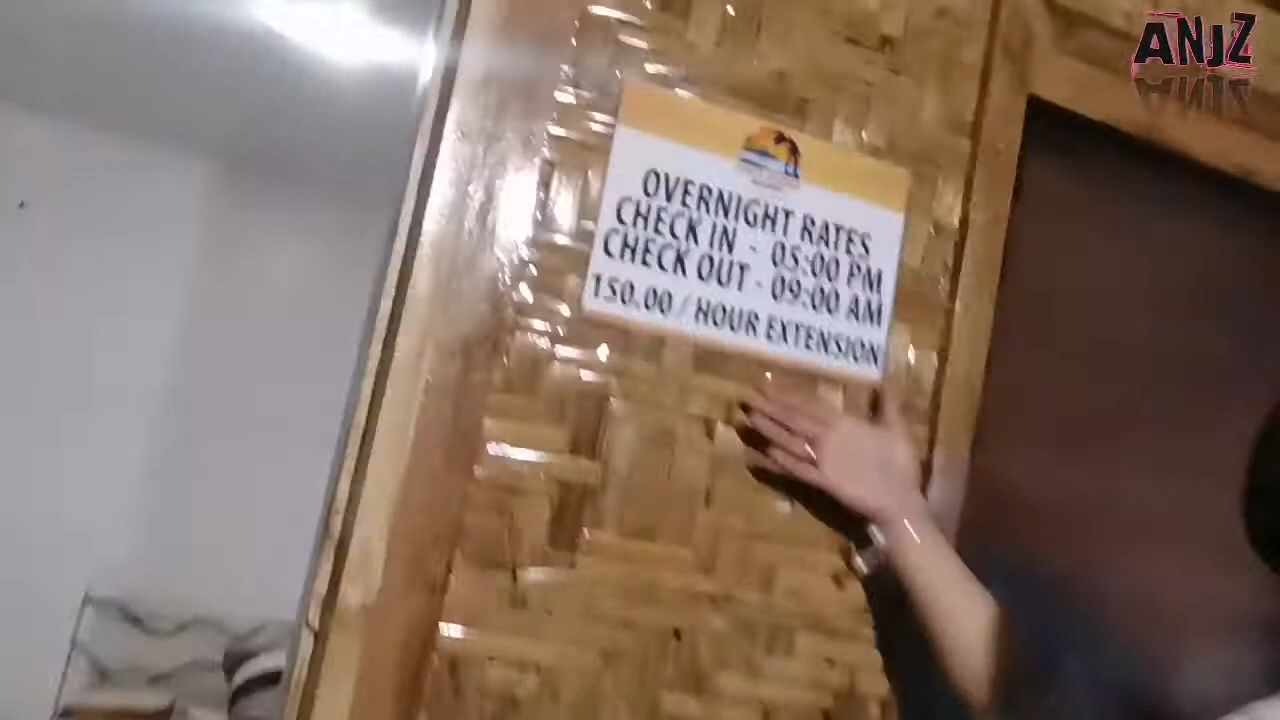 ANJZ
OVERNIGHT RATES
CHECK IN - 05:00 PM
CHECK OUT - 09:00 AM
150.00 / HOUR EXTENSION